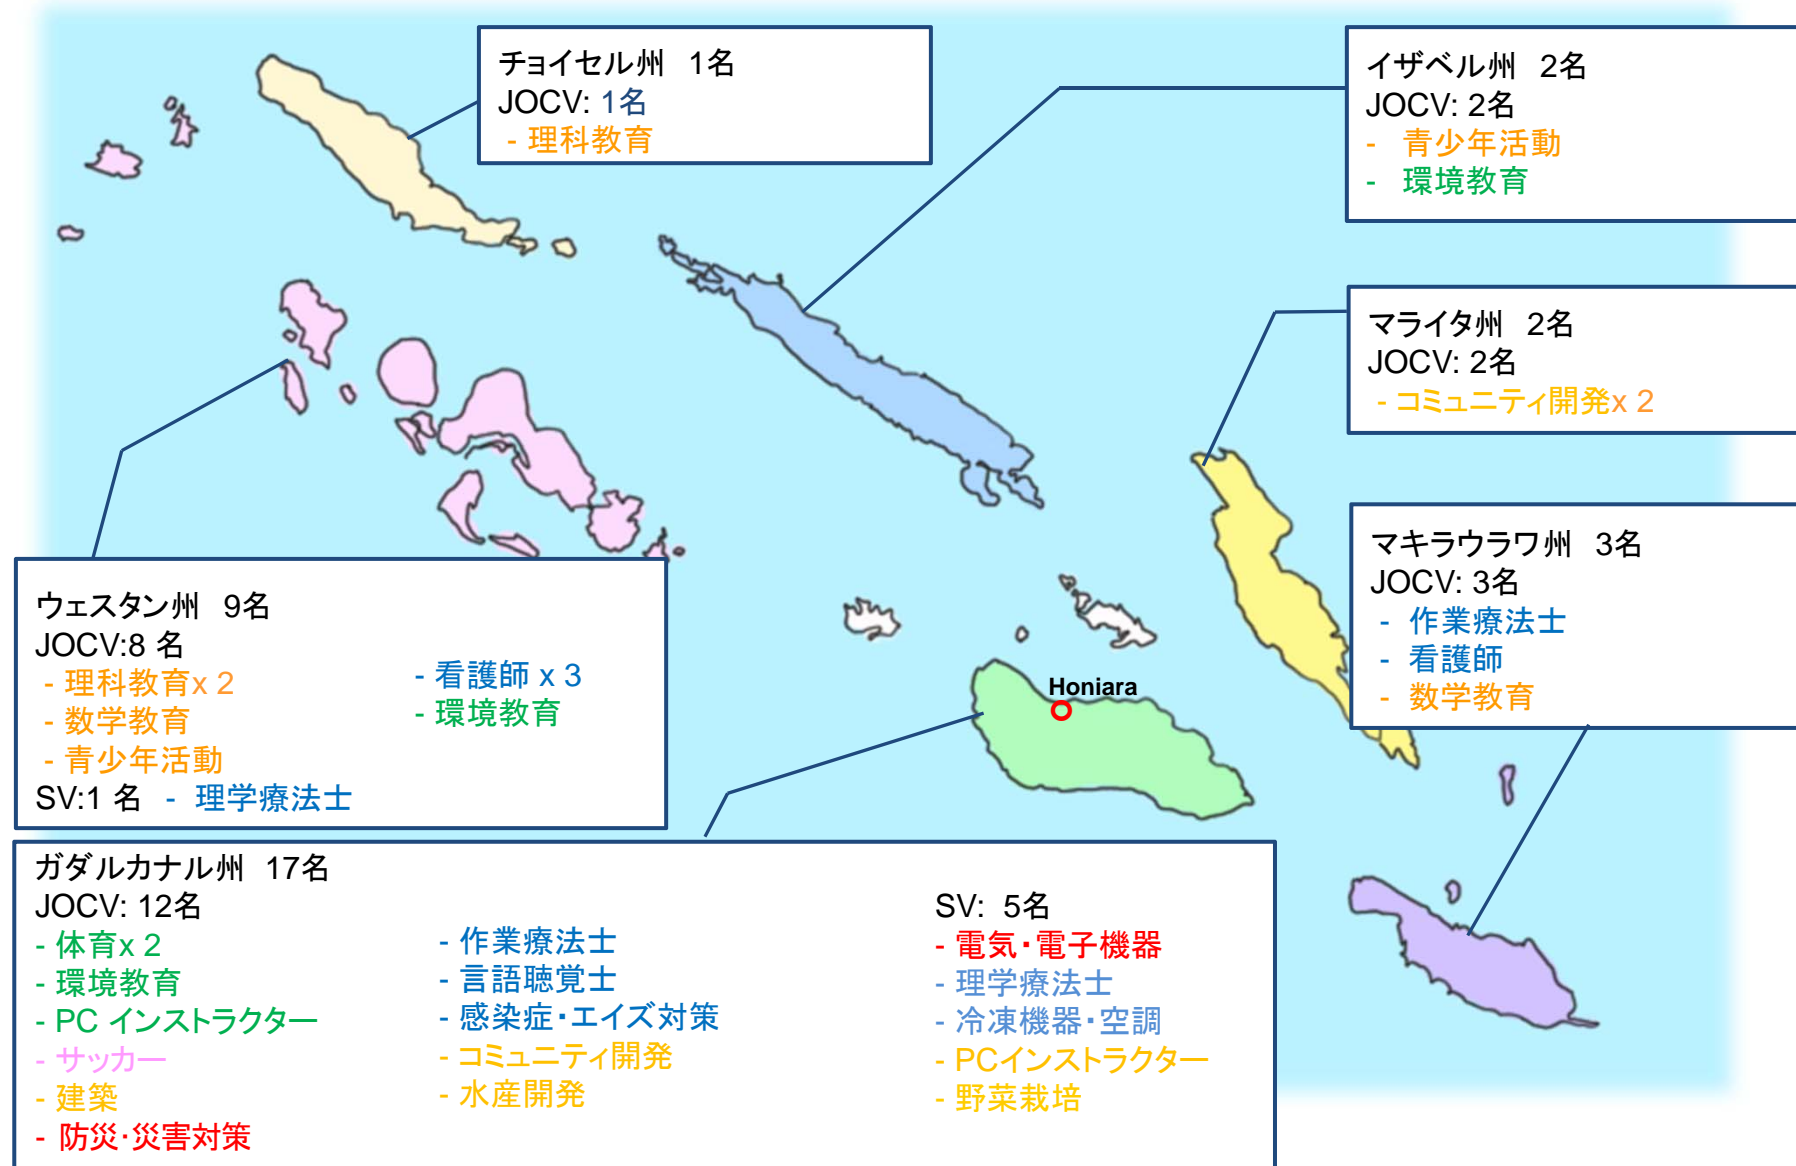 チョイセル州 1名
JOCV: 1名
- 理科教育
イザベル州 2名
JOCV: 2名
- 青少年活動
- 環境教育
マライタ州 2名
JOCV: 2名
- コミュニティ開発x 2
マキラウラワ州 3名
JOCV: 3名
- 作業療法士
- 看護師
- 数学教育
ウェスタン州 9名
JOCV:8 名
- 理科教育x 2
- 数学教育
- 青少年活動
- 看護師 x 3
- 環境教育
SV:1 名 - 理学療法士
Honiara
ガダルカナル州 17名
JOCV: 12名
- 体育x 2
- 環境教育
- PC インストラクター
- サッカー
- 建築
- 防災・災害対策
- 作業療法士
- 言語聴覚士
- 感染症・エイズ対策
- コミュニティ開発
- 水産開発
SV: 5名
- 電気・電子機器
- 理学療法士
- 冷凍機器・空調
- PCインストラクター
- 野菜栽培